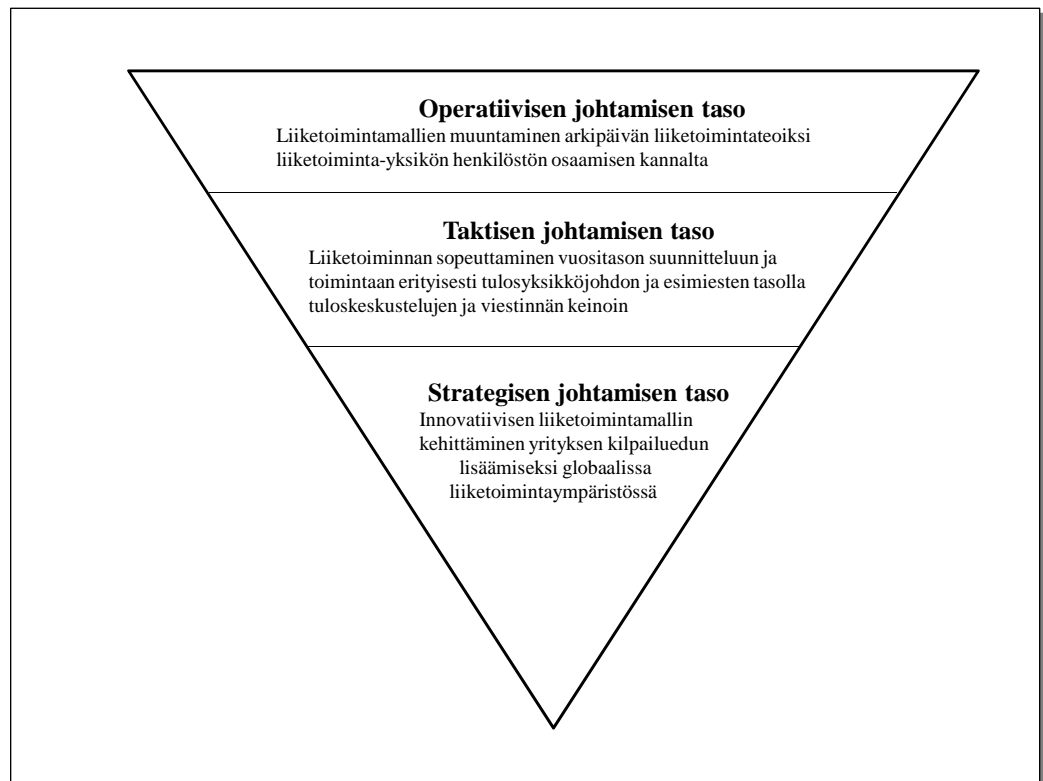 Operatiivisen johtamisen taso
Liiketoimintamallien muuntaminen arkipäivän liiketoimintateoiksi
liiketoiminta-yksikön henkilöstön osaamisen kannalta
Taktisen johtamisen taso
Liiketoiminnan sopeuttaminen vuositason suunnitteluun ja
toimintaan erityisesti tulosyksikköjohdon ja esimiesten tasolla
tuloskeskustelujen ja viestinnän keinoin
Strategisen johtamisen taso
Innovatiivisen liiketoimintamallin
kehittäminen yrityksen kilpailuedun
lisäämiseksi globaalissa
liiketoimintaympäristössä